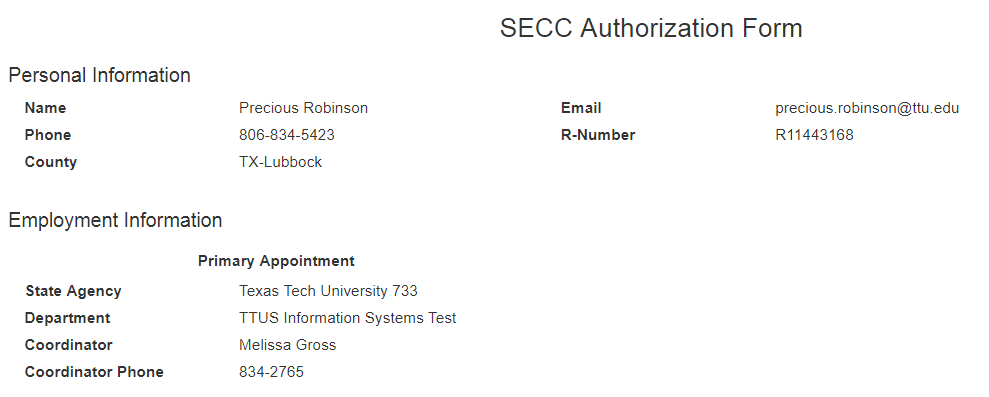 SECC Authorization Form
Personal Information
Name Precious Robinson Email precious.robinson@ttu.edu
Phone 806-834-5423 R-Number R11443168
County TX-Lubbock
Employment Information
Primary Appointment
State Agency Texas Tech University 733
Department TTUS Information Systems Test
Coordinator Melissa Gross
Coordinator Phone 834-2765